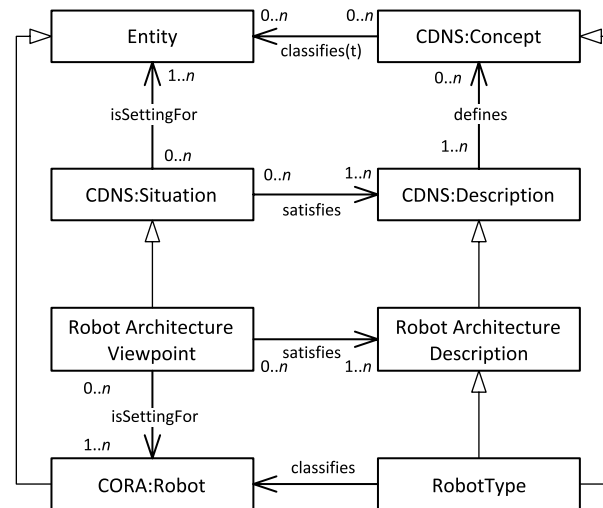 Entity
0..n
0..n
CDNS:Concept
classifies(t)
1..n
0..n
isSettingFor
defines
0..n
1..n
CDNS:Situation
0..n
1..n
CDNS:Description
satisfies
Robot Architecture
Viewpoint
Robot Architecture
Description
satisfies
0..n
0..n
1..n
isSettingFor
1..n
classifies
CORA:Robot
RobotType